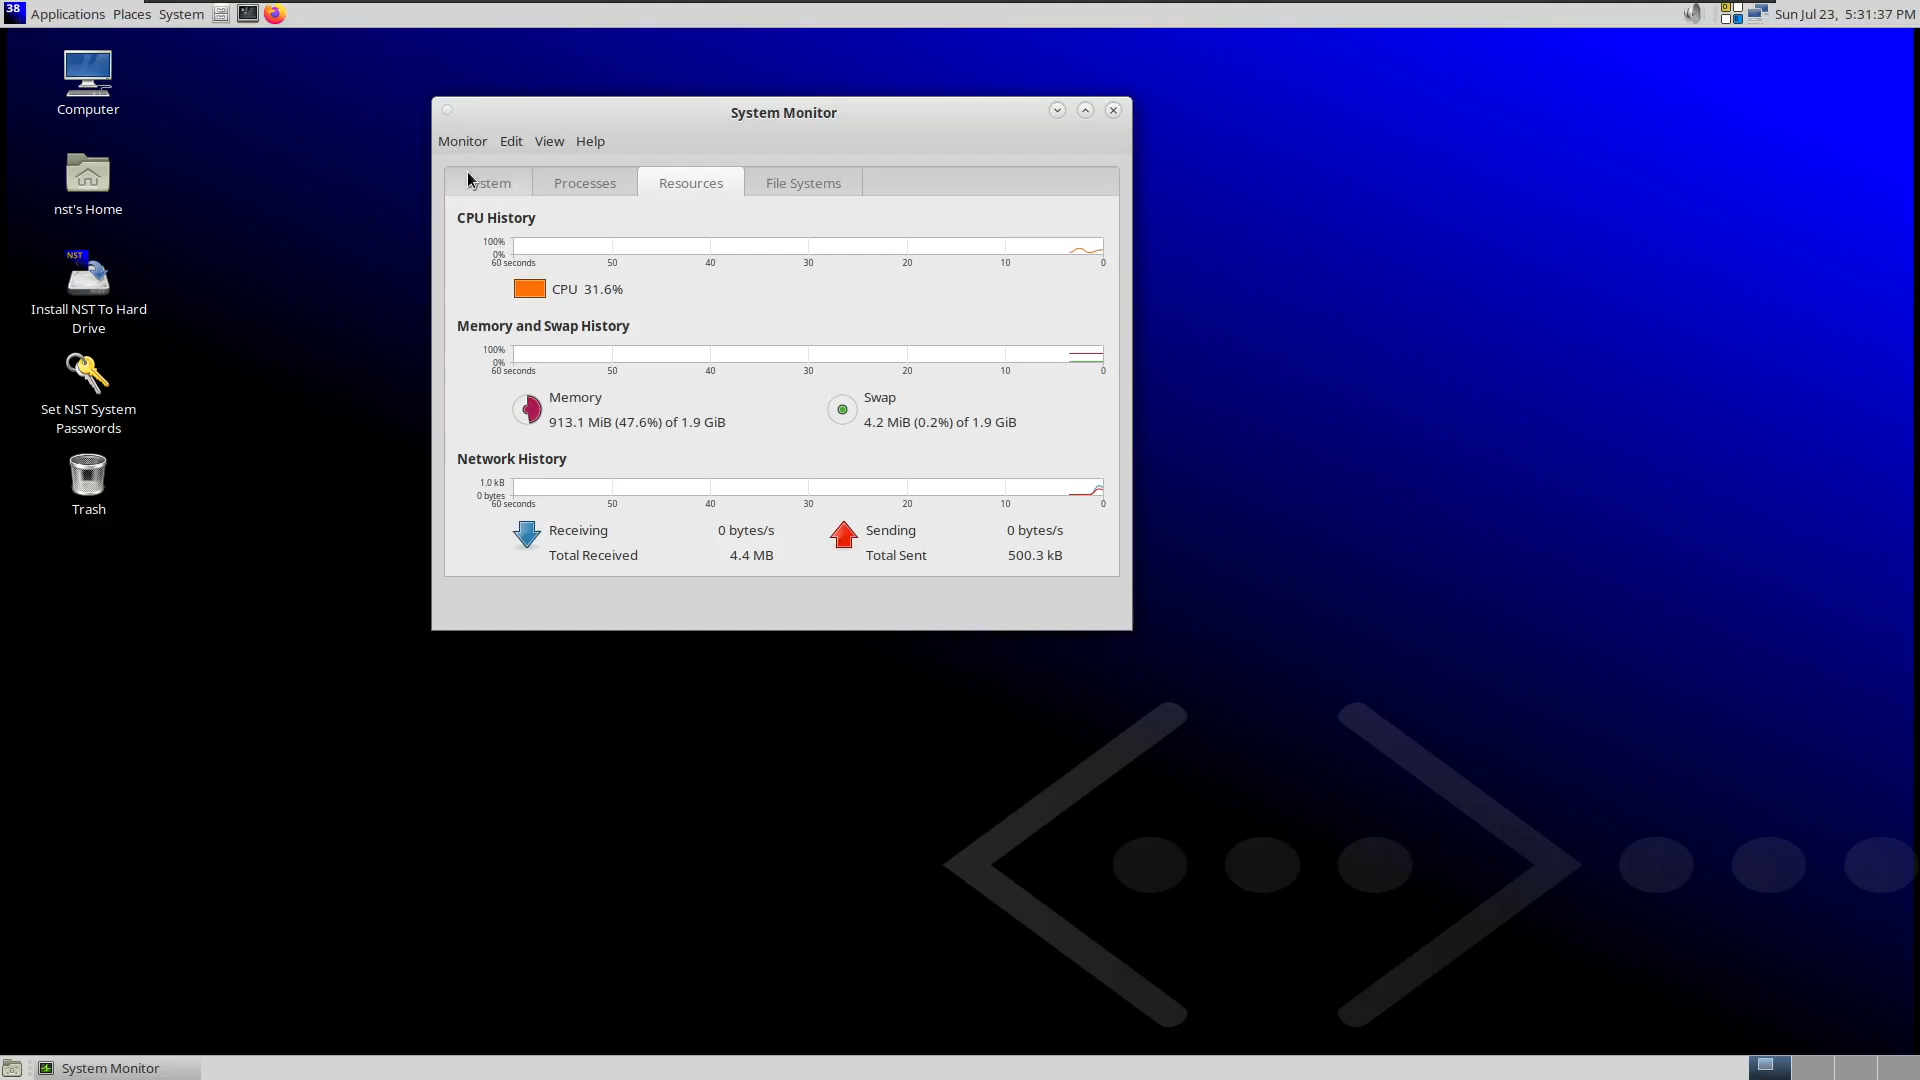 38 Applications Places System
Sun Jul 23, 5:31:37 PM
Computer
nst's Home
NST
Install NST To Hard
Drive
Set NST System
Passwords
Trash
System Monitor
Monitor Edit View Help
System Processes Resources File Systems
CPU History
100%
0%
60 seconds 50 40 30 20 10 0
CPU 31.6%
Memory and Swap History
100%
0%
60 seconds 50 40 30 20 10 0
Memory
913.1 MiB (47.6%) of 1.9 GiB
Swap
4.2 MiB (0.2%) of 1.9 GiB
Network History
1.0 kB
0 bytes
60 seconds 50 40 30 20 10 0
Receiving 0 bytes/s
Total Received 4.4 MB
Sending 0 bytes/s
Total Sent 500.3 kB
System Monitor